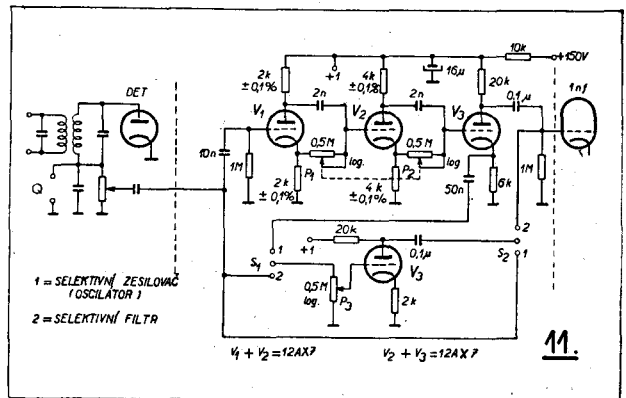 10k
+150V
2k
±0,1%
+1
4k
±0,1%
16µ
20k
DET
2n
2n
0,1µ
1nf
V1
V2
V3
10n
1M
0,5M
log.
0,5M
log
50n
6k
1M
P1
P2
2k
±0,1%
4k
±0,1%
Q
20k
+1
0,1µ
2
1
S1
2
S2
1
V3
0,5M
log.
P3
2k
1 = SELEKTIVNÍ ZESILOVAČ
(OSCILÁTOR)
2 = SELEKTIVNÍ FILTR
V1 + V2 = 12AX7
V2 + V3 = 12AX7
11.